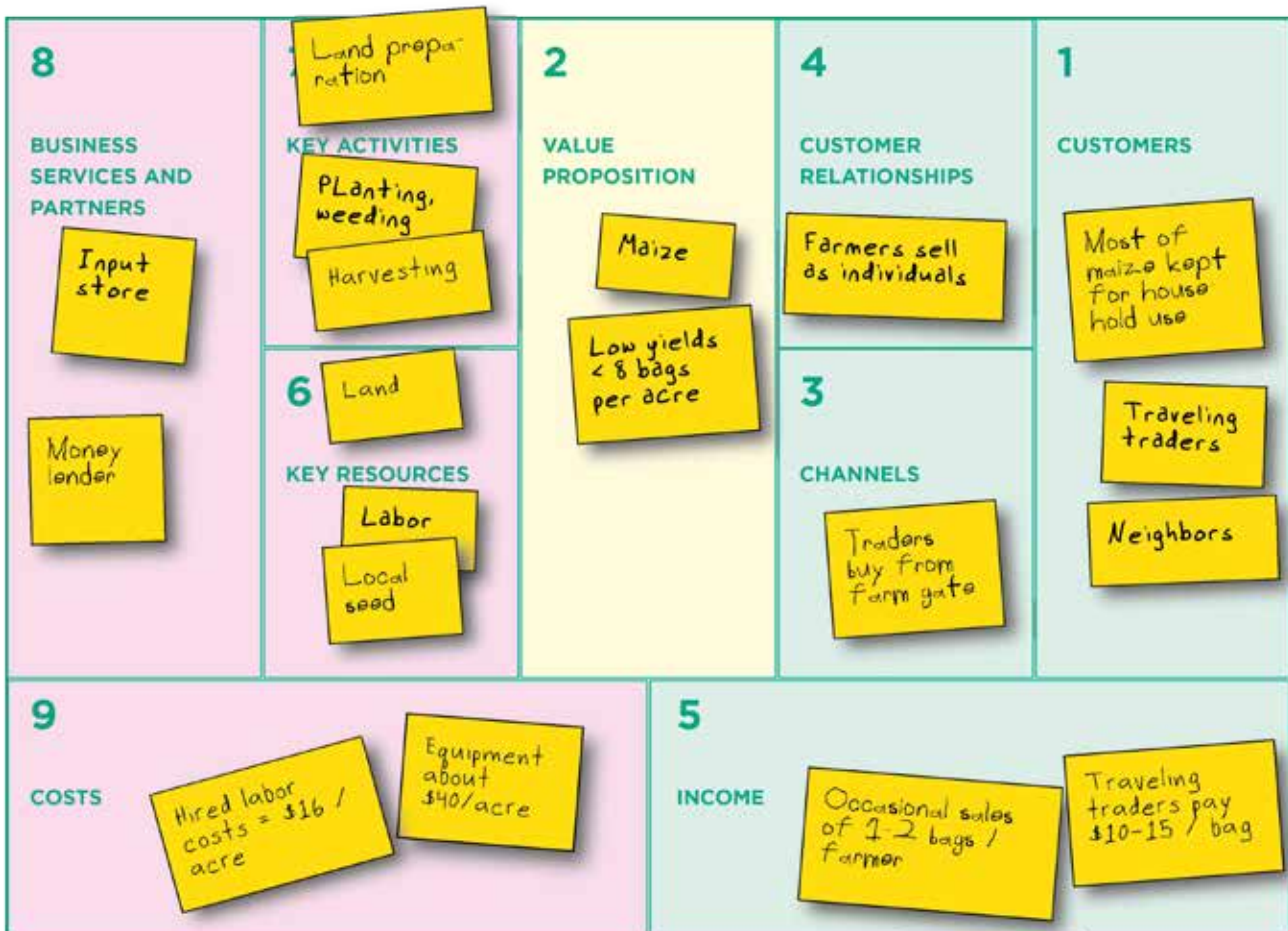 8
BUSINESS
SERVICES AND
PARTNERS
Input
store
Money
lender
Land prepa-
ration
KEY ACTIVITIES
PLanting,
weeding
Harvesting
6
Land
KEY RESOURCES
Labor
Local
seed
2
VALUE
PROPOSITION
Maize
Low yields
< 8 bags
per acre
4
CUSTOMER
RELATIONSHIPS
Farmers sell
as individuals
3
CHANNELS
Traders
buy from
farm gate
1
CUSTOMERS
Most of
maize kept
for house
hold use
Traveling
traders
Neighbors
9
COSTS
Hired labor
costs = $16 /
acre
Equipment
about
$40/acre
5
INCOME
Occasional sales
of 1-2 bags /
farmer
Traveling
traders pay
$10-15 / bag